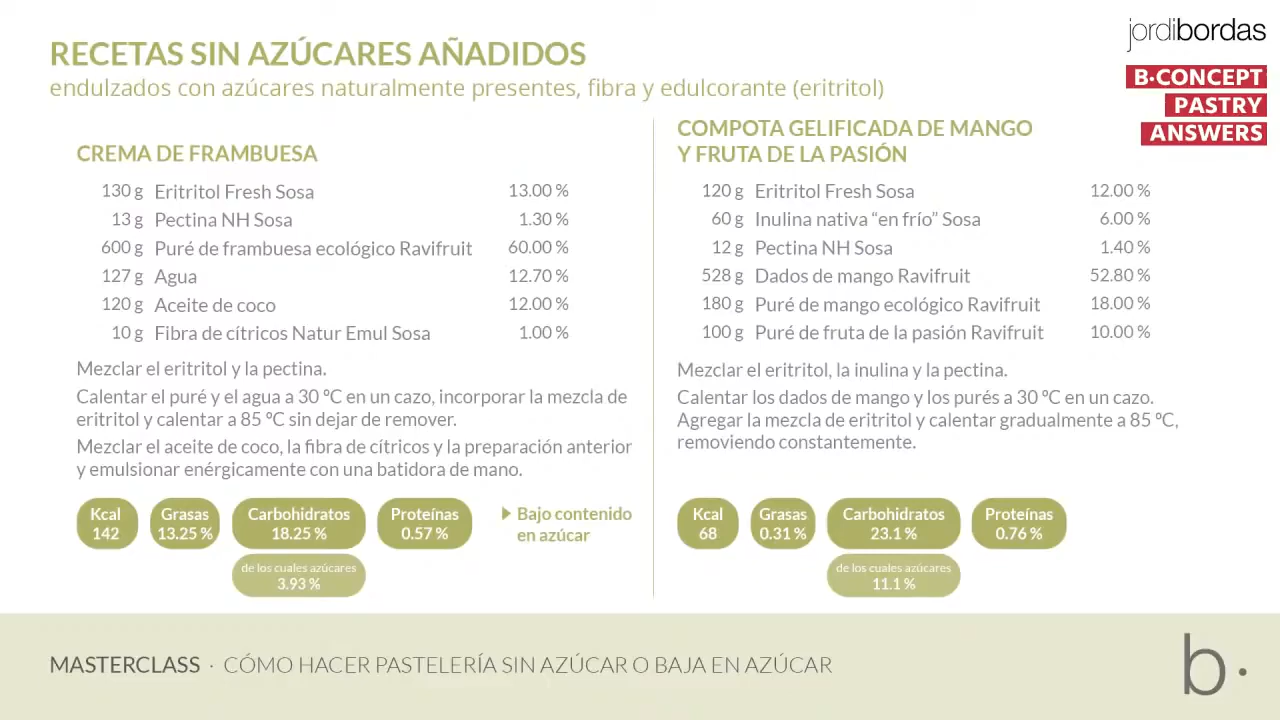 RECETAS SIN AZÚCARES AÑADIDOS
endulzados con azúcares naturalmente presentes, fibra y edulcorante (eritritol)
jordibordas
B·CONCEPT
PASTRY
ANSWERS
CREMA DE FRAMBUESA
130 g Eritritol Fresh Sosa 13.00 %
13 g Pectina NH Sosa 1.30 %
600 g Puré de frambuesa ecológico Ravifruit 60.00 %
127 g Agua 12.70 %
120 g Aceite de coco 12.00 %
10 g Fibra de cítricos Natur Emul Sosa 1.00 %
Mezclar el eritritol y la pectina.
Calentar el puré y el agua a 30 ºC en un cazo, incorporar la mezcla de
eritritol y calentar a 85 ºC sin dejar de remover.
Mezclar el aceite de coco, la fibra de cítricos y la preparación anterior
y emulsionar enérgicamente con una batidora de mano.
Kcal
142
Grasas
13.25 %
Carbohidratos
18.25 %
Proteínas
0.57 %
de los cuales azúcares
3.93 %
Bajo contenido
en azúcar
COMPOTA GELIFICADA DE MANGO
Y FRUTA DE LA PASIÓN
120 g Eritritol Fresh Sosa 12.00 %
60 g Inulina nativa “en frío” Sosa 6.00 %
12 g Pectina NH Sosa 1.40 %
528 g Dados de mango Ravifruit 52.80 %
180 g Puré de mango ecológico Ravifruit 18.00 %
100 g Puré de fruta de la pasión Ravifruit 10.00 %
Mezclar el eritritol, la inulina y la pectina.
Calentar los dados de mango y los purés a 30 ºC en un cazo.
Agregar la mezcla de eritritol y calentar gradualmente a 85 ºC,
removiendo constantemente.
Kcal
68
Grasas
0.31 %
Carbohidratos
23.1 %
Proteínas
0.76 %
de los cuales azúcares
11.1 %
MASTERCLASS · CÓMO HACER PASTELERÍA SIN AZÚCAR O BAJA EN AZÚCAR
b·